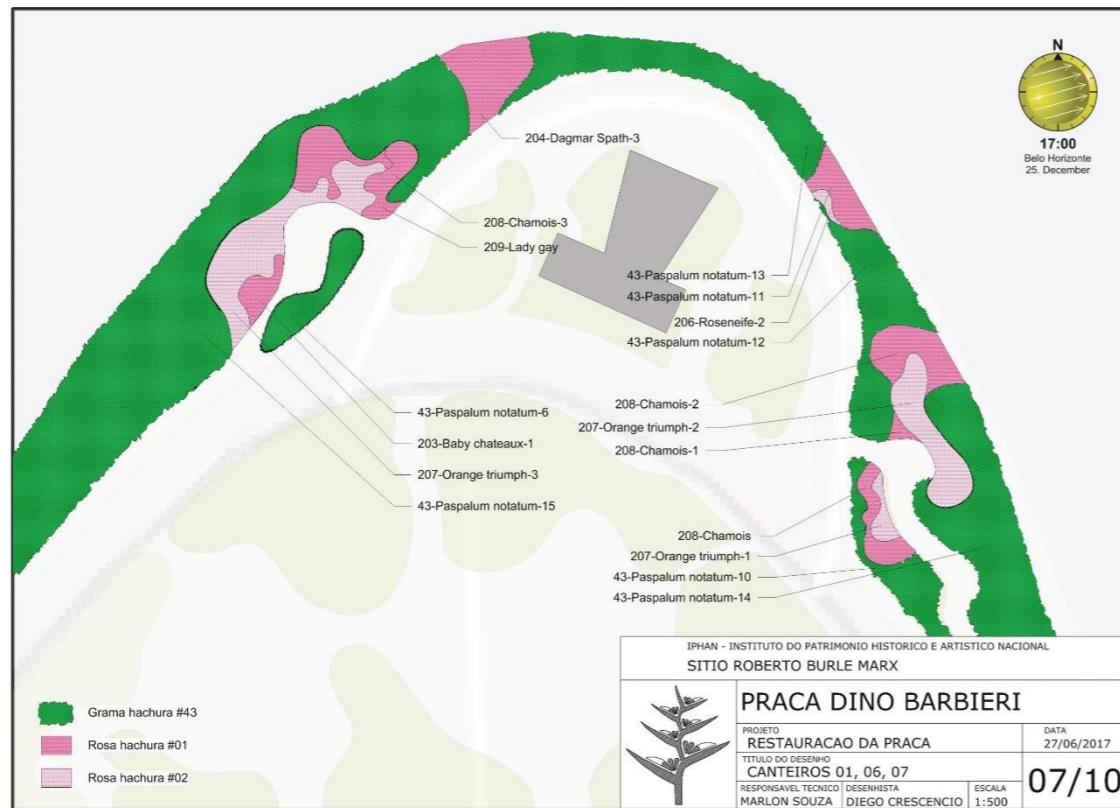 N
17:00
Belo Horizonte
25. December
204-Dagmar Spath-3
208-Chamois-3
209-Lady gay
43-Paspalum notatum-13
43-Paspalum notatum-11
206-Roseneife-2
43-Paspalum notatum-12
208-Chamois-2
207-Orange triumph-2
208-Chamois-1
43-Paspalum notatum-6
203-Baby chateaux-1
207-Orange triumph-3
43-Paspalum notatum-15
208-Chamois
207-Orange triumph-1
43-Paspalum notatum-10
43-Paspalum notatum-14
Grama hachura #43
Rosa hachura #01
Rosa hachura #02
IPHAN - INSTITUTO DO PATRIMONIO HISTORICO E ARTISTICO NACIONAL
SITIO ROBERTO BURLE MARX
PRACA DINO BARBIERI
PROJETO
RESTAURACAO DA PRACA
DATA
27/06/2017
TITULO DO DESENHO
CANTEIROS 01, 06, 07
07/10
RESPONSAVEL TECNICO
MARLON SOUZA
DESENHISTA
DIEGO CRESCENCIO
ESCALA
1:500